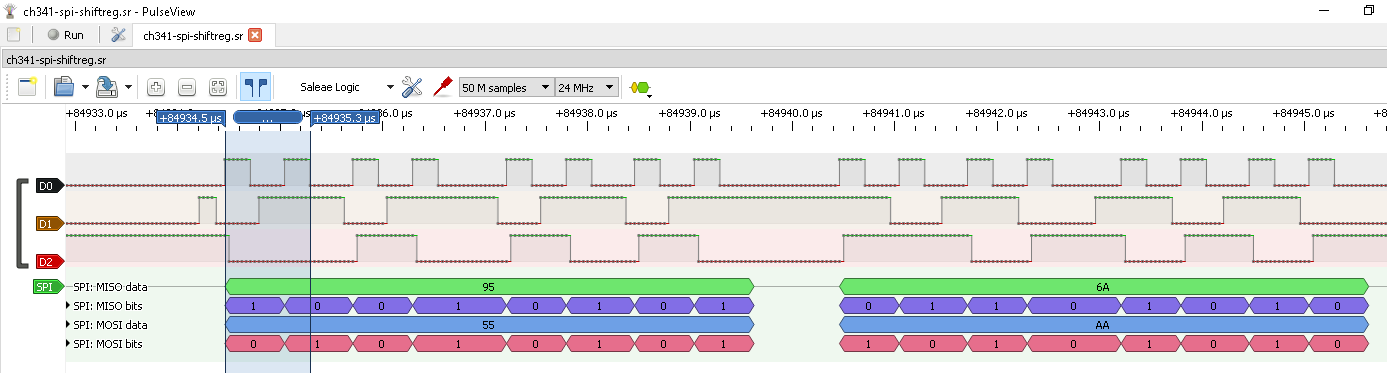 ch341-spi-shiftreg.sr - PulseView
Run ch341-spi-shiftreg.sr
ch341-spi-shiftreg.sr
Saleae Logic 50 M samples 24 MHz
+84933.0 µs +84936.0 µs +84937.0 µs +84938.0 µs +84939.0 µs +84940.0 µs +84941.0 µs +84942.0 µs +84943.0 µs +84944.0 µs +84945.0 µs
+84934.5 µs ... +84935.3 µs
D0
D1
D2
SPI SPI: MISO data 95 6A
SPI: MISO bits 1 0 0 1 0 1 0 1 0 1 1 0 1 0 1 0
SPI: MOSI data 55 AA
SPI: MOSI bits 0 1 0 1 0 1 0 1 1 0 1 0 1 0 1 0